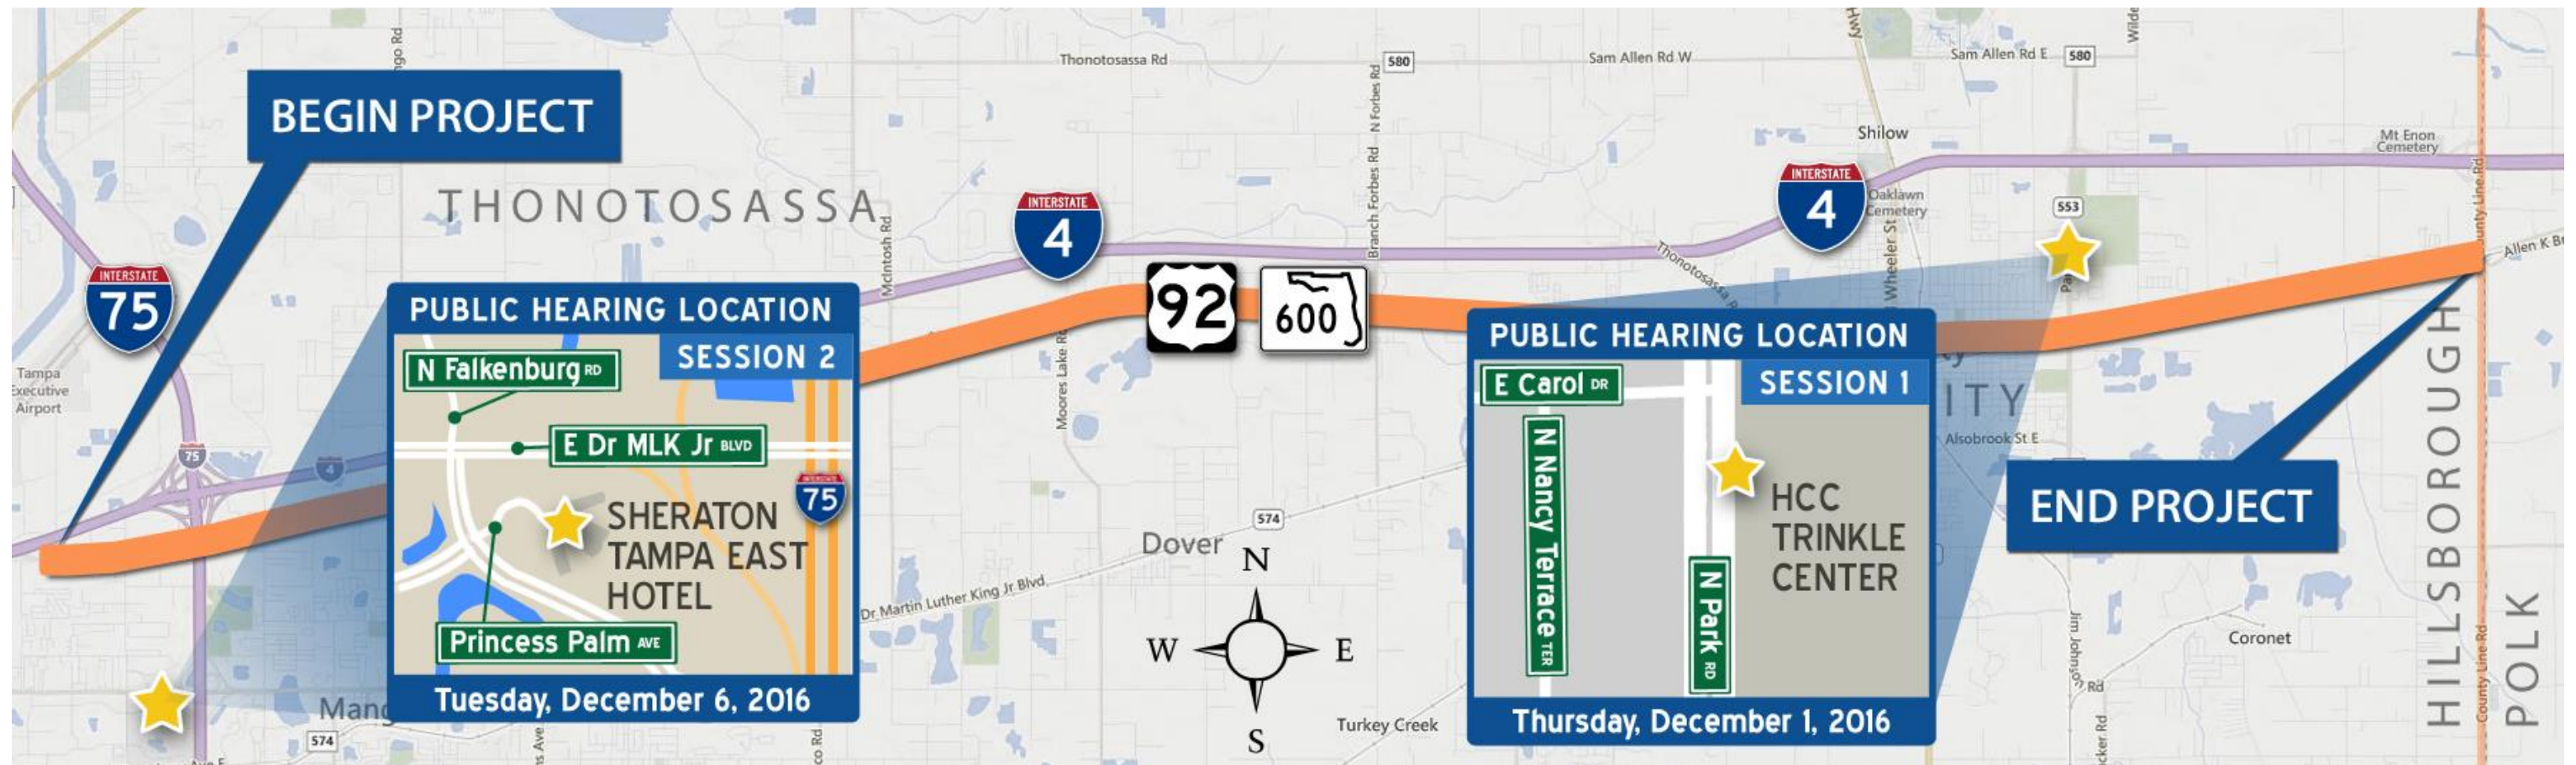 Thonotosassa Rd
580
Sam Allen Rd W
Sam Allen Rd E
580
BEGIN PROJECT
THONOTOSASSA
McIntosh Rd
N Forbes Rd
Branch Forbes Rd
Shilow
Mt Enon
Cemetery
INTERSTATE
4
INTERSTATE
4
Oaklawn
Cemetery
553
INTERSTATE
75
92
600
Wheeler St
Allen K
Tampa
Executive
Airport
75
4
Moores Lake Rd
PUBLIC HEARING LOCATION
SESSION 2
N Falkenburg RD
E Dr MLK Jr BLVD
INTERSTATE
75
SHERATON
TAMPA EAST
HOTEL
Princess Palm AVE
Tuesday, December 6, 2016
PUBLIC HEARING LOCATION
SESSION 1
E Carol DR
N Nancy Terrace TER
N Park RD
HCC
TRINKLE
CENTER
Thursday, December 1, 2016
Alsobrook St E
END PROJECT
574
Dover
Dr Martin Luther King Jr Blvd
N
W
E
S
Turkey Creek
574
Jim Johnson Rd
Coronet
HILLSBOROUGH
County Line Rd
POLK